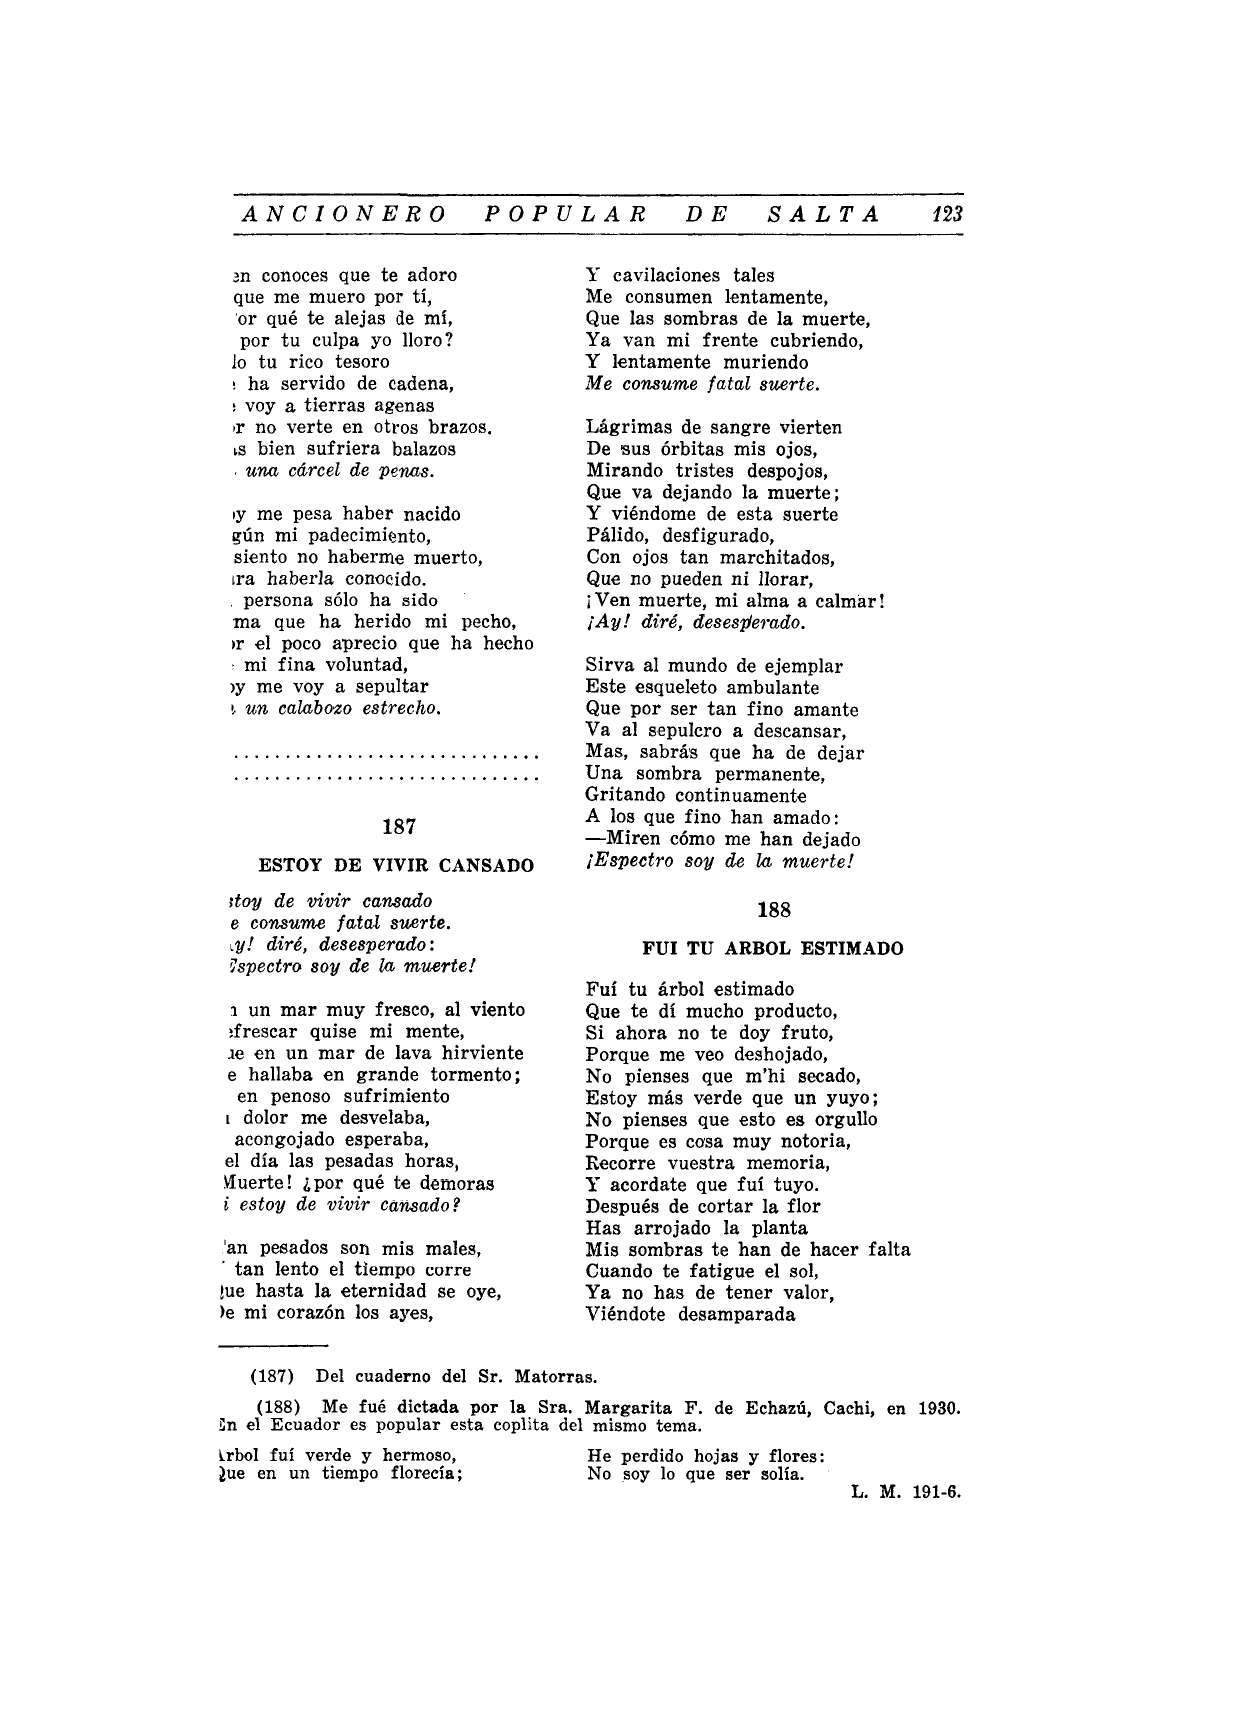 ANCIONERO POPULAR DE SALTA 123
conoces que te adoro
que me muero por tí,
or qué te alejas de mí,
por tu culpa yo lloro?
lo tu rico tesoro
ha servido de cadena,
voy a tierras agenas
r no verte en otros brazos.
s bien sufriera balazos
una cárcel de penas.
y me pesa haber nacido
gún mi padecimiento,
siento no haberme muerto,
ra haberla conocido.
persona sólo ha sido
ma que ha herido mi pecho,
r el poco aprecio que ha hecho
mi fina voluntad,
y me voy a sepultar
un calabozo estrecho.
..............................
..............................
187
ESTOY DE VIVIR CANSADO
toy de vivir cansado
e consume fatal suerte.
y! diré, desesperado:
Espectro soy de la muerte!
un mar muy fresco, al viento
frescar quise mi mente,
en un mar de lava hirviente
e hallaba en grande tormento;
en penoso sufrimiento
dolor me desvelaba,
acongojado esperaba,
el día las pesadas horas,
Muerte! ¿por qué te demoras
i estoy de vivir cansado?
'an pesados son mis males,
tan lento el tiempo corre
ue hasta la eternidad se oye,
e mi corazón los ayes,
Y cavilaciones tales
Me consumen lentamente,
Que las sombras de la muerte,
Ya van mi frente cubriendo,
Y lentamente muriendo
Me consume fatal suerte.
Lágrimas de sangre vierten
De sus órbitas mis ojos,
Mirando tristes despojos,
Que va dejando la muerte;
Y viéndome de esta suerte
Pálido, desfigurado,
Con ojos tan marchitados,
Que no pueden ni llorar,
¡Ven muerte, mi alma a calmar!
¡Ay! diré, desesperado.
Sirva al mundo de ejemplar
Este esqueleto ambulante
Que por ser tan fino amante
Va al sepulcro a descansar,
Mas, sabrás que ha de dejar
Una sombra permanente,
Gritando continuamente
A los que fino han amado:
—Miren cómo me han dejado
¡Espectro soy de la muerte!
188
FUI TU ARBOL ESTIMADO
Fuí tu árbol estimado
Que te dí mucho producto,
Si ahora no te doy fruto,
Porque me veo deshojado,
No pienses que m'hi secado,
Estoy más verde que un yuyo;
No pienses que esto es orgullo
Porque es cosa muy notoria,
Recorre vuestra memoria,
Y acordate que fuí tuyo.
Después de cortar la flor
Has arrojado la planta
Mis sombras te han de hacer falta
Cuando te fatigue el sol,
Ya no has de tener valor,
Viéndote desamparada
(187) Del cuaderno del Sr. Matorras.
(188) Me fué dictada por la Sra. Margarita F. de Echazú, Cachi, en 1930.
En el Ecuador es popular esta coplita del mismo tema.
Arbol fuí verde y hermoso,
Que en un tiempo florecía;
He perdido hojas y flores:
No soy lo que ser solía.
L. M. 191-6.